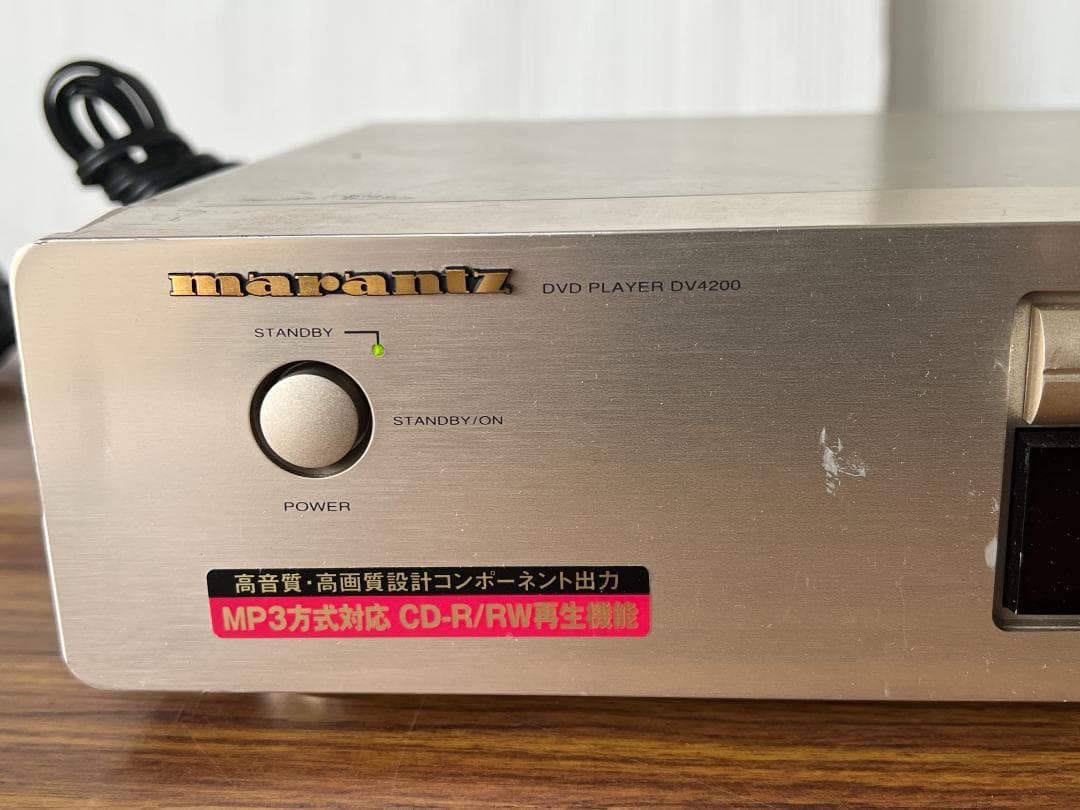 marantz DVD PLAYER DV4200
STANDBY
STANDBY/ON
POWER
高音質・高画質設計コンポーネント出力
MP3方式対応 CD-R/RW再生機能